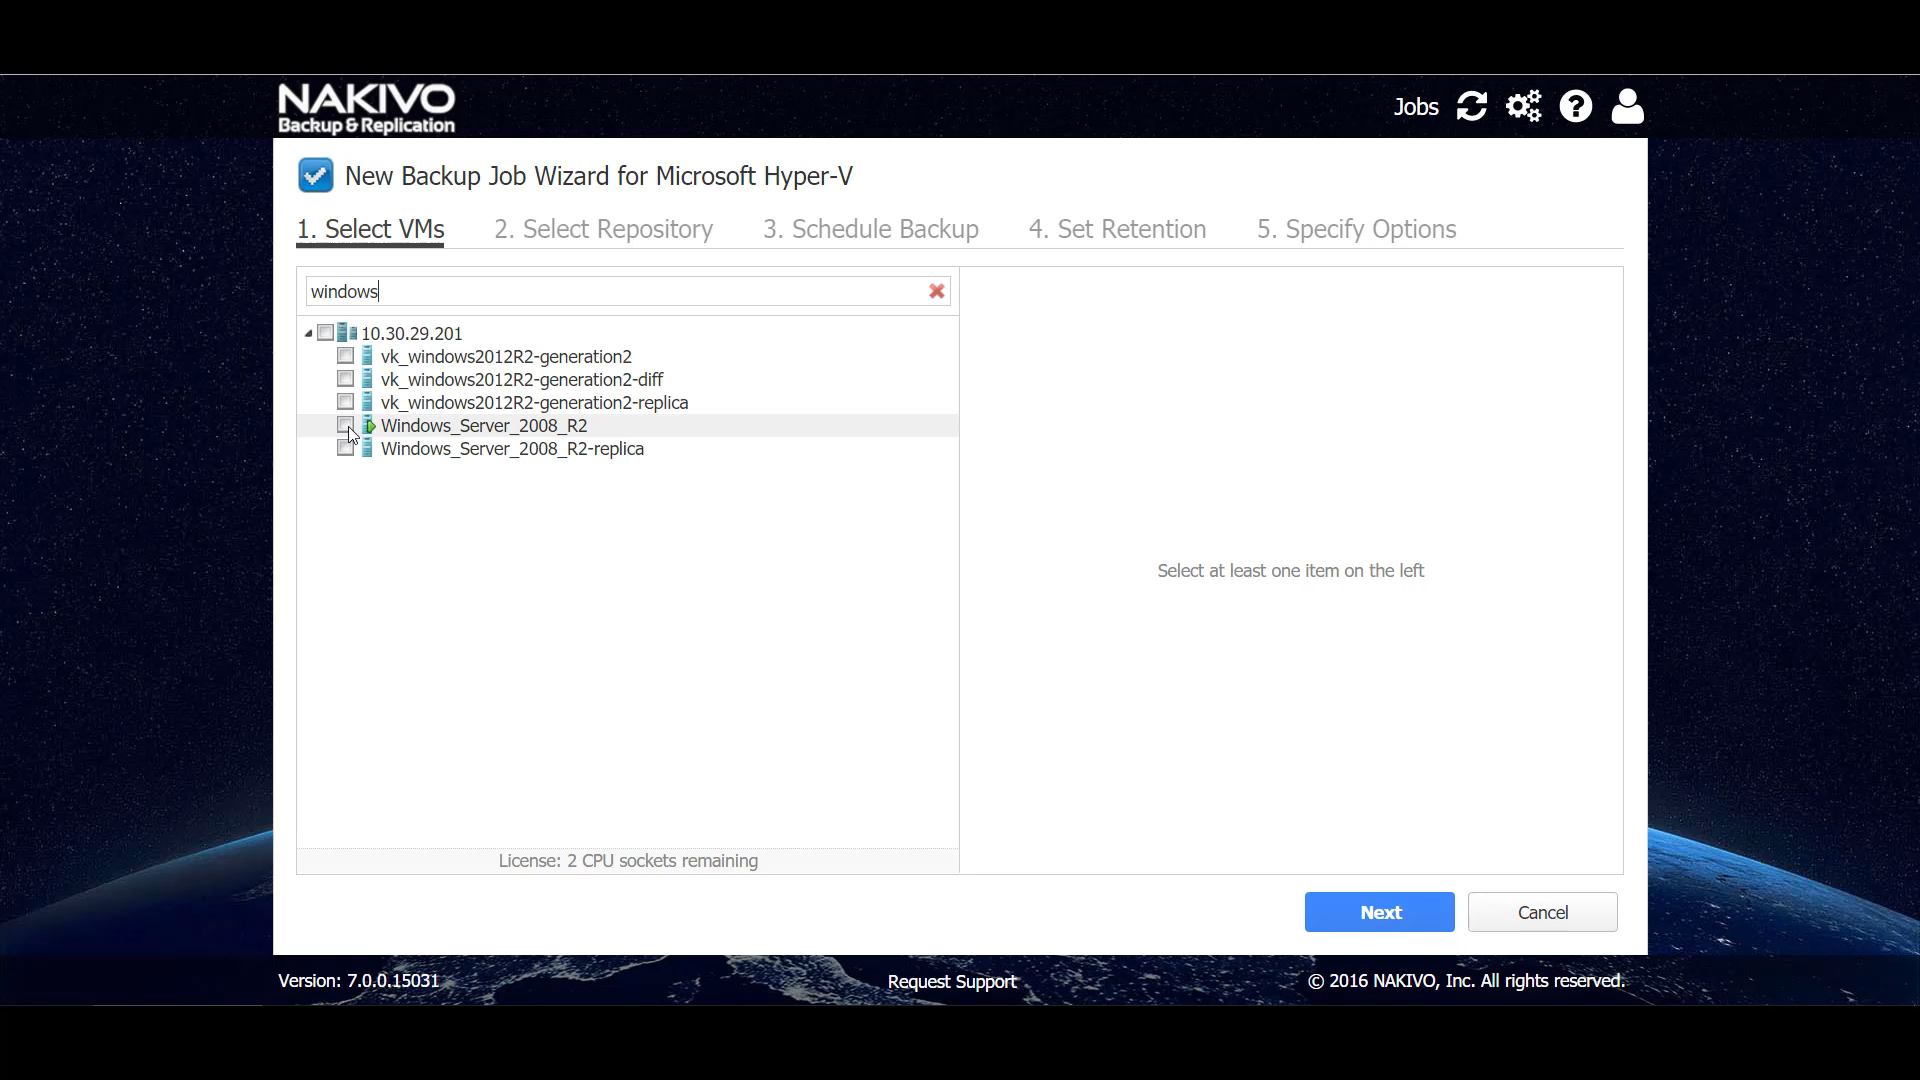 NAKIVO
Backup & Replication
Jobs
New Backup Job Wizard for Microsoft Hyper-V
1. Select VMs 2. Select Repository 3. Schedule Backup 4. Set Retention 5. Specify Options
windows
10.30.29.201
vk_windows2012R2-generation2
vk_windows2012R2-generation2-diff
vk_windows2012R2-generation2-replica
Windows_Server_2008_R2
Windows_Server_2008_R2-replica
Select at least one item on the left
License: 2 CPU sockets remaining
Next Cancel
Version: 7.0.0.15031 Request Support © 2016 NAKIVO, Inc. All rights reserved.